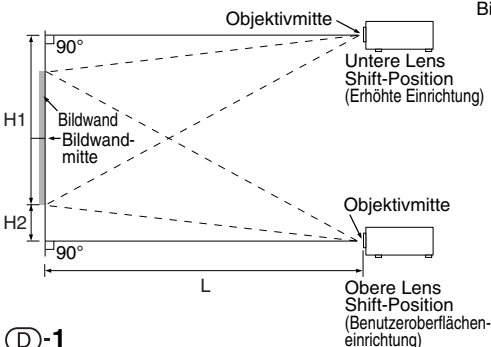 Bi
Objektivmitte
90°
Untere Lens
Shift-Position
(Erhöhte Einrichtung)
H1
Bildwand
Bildwand-
mitte
H2
Objektivmitte
90°
L
Obere Lens
Shift-Position
(Benutzeroberflächen-
einrichtung)
D-1